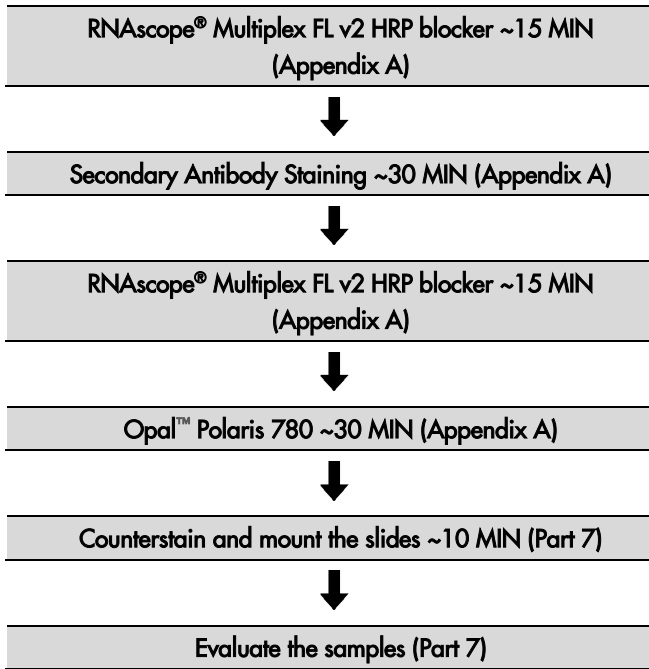 RNAscope® Multiplex FL v2 HRP blocker ~15 MIN
(Appendix A)
Secondary Antibody Staining ~30 MIN (Appendix A)
RNAscope® Multiplex FL v2 HRP blocker ~15 MIN
(Appendix A)
Opal™ Polaris 780 ~30 MIN (Appendix A)
Counterstain and mount the slides ~10 MIN (Part 7)
Evaluate the samples (Part 7)